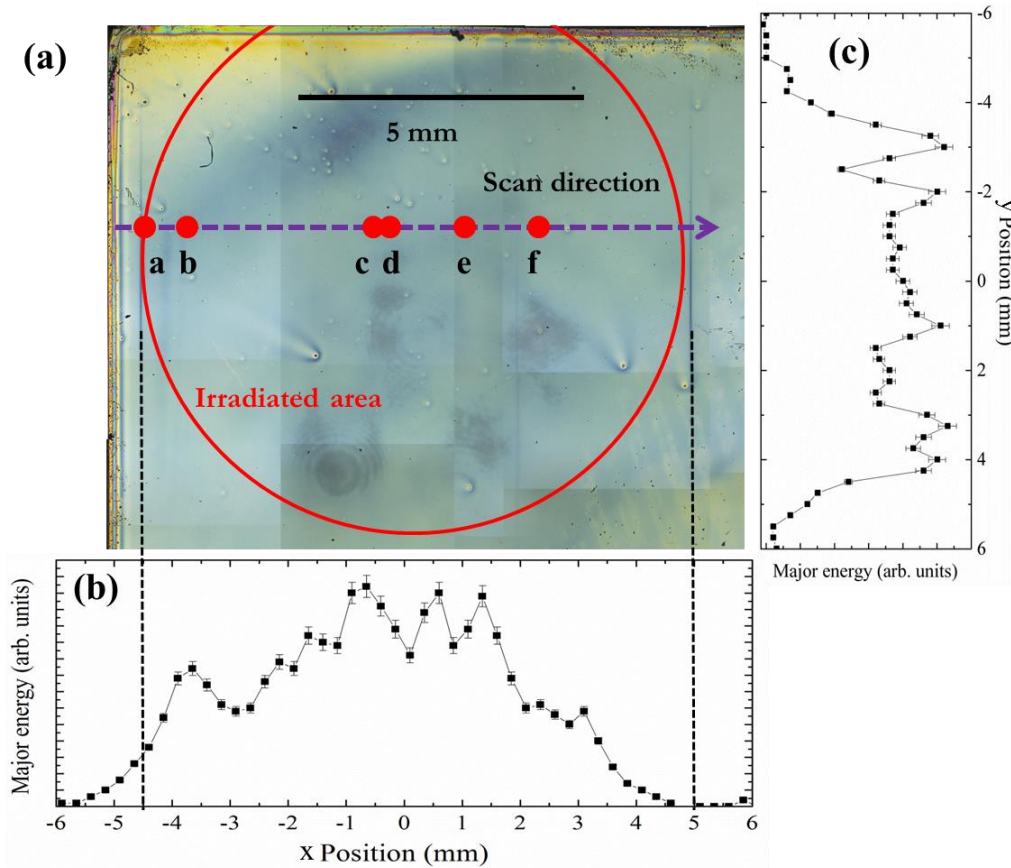 (a)
5 mm
Scan direction
a b c d e f
Irradiated area
(b)
Major energy (arb. units)
-6 -5 -4 -3 -2 -1 0 1 2 3 4 5 6
x Position (mm)
(c)
-6
-4
-2
0
2
4
6
y Position (mm)
Major energy (arb. units)